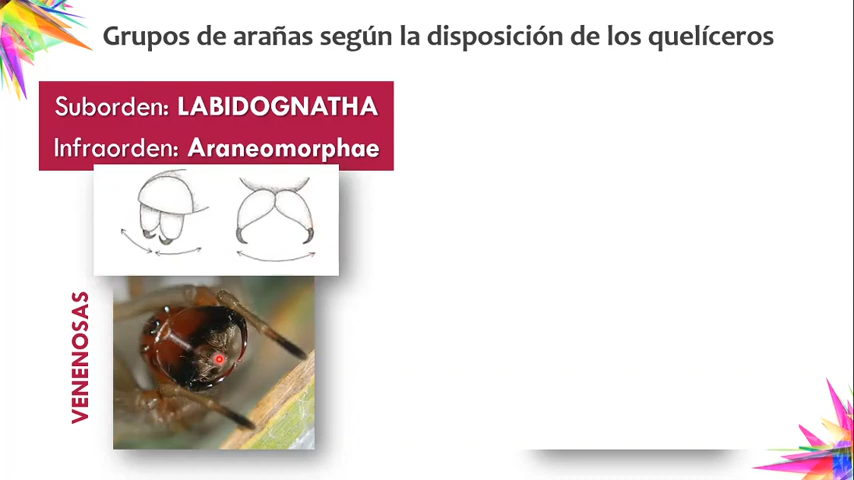 Grupos de arañas según la disposición de los quelíceros
Suborden: LABIDOGNATHA
Infraorden: Araneomorphae
VENENOSAS